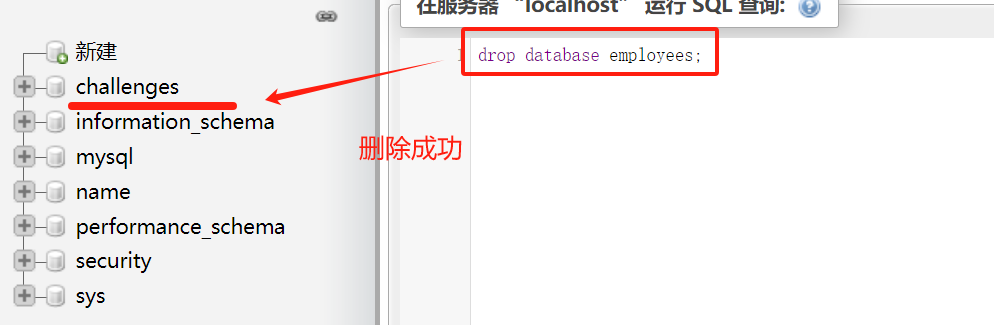 新建
challenges
information_schema
mysql
name
performance_schema
security
sys
在服务器 “localhost” 运行 SQL 查询:
1 drop database employees;
删除成功